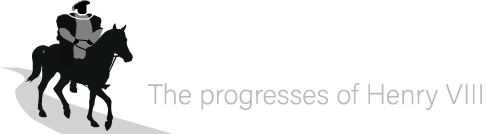 The progresses of Henry VIII